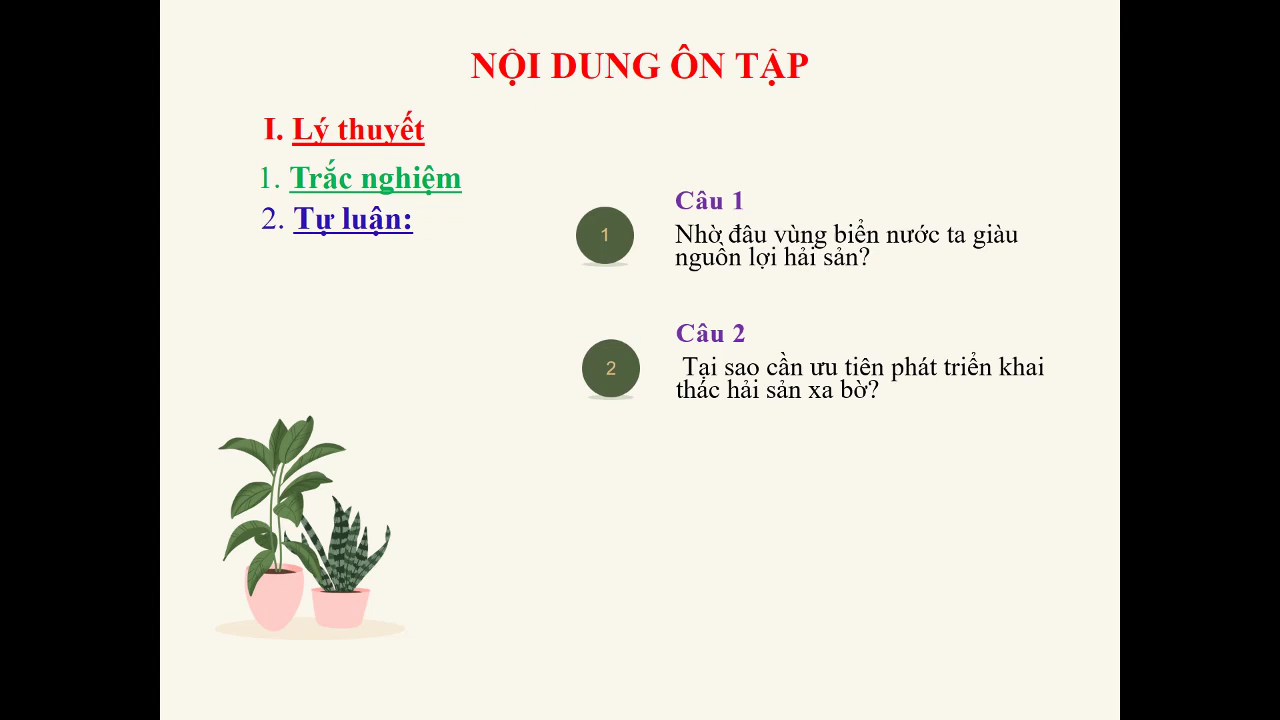 NỘI DUNG ÔN TẬP
I. Lý thuyết
1. Trắc nghiệm
2. Tự luận:
1
Câu 1
Nhờ đâu vùng biển nước ta giàu
nguồn lợi hải sản?
2
Câu 2
Tại sao cần ưu tiên phát triển khai
thác hải sản xa bờ?